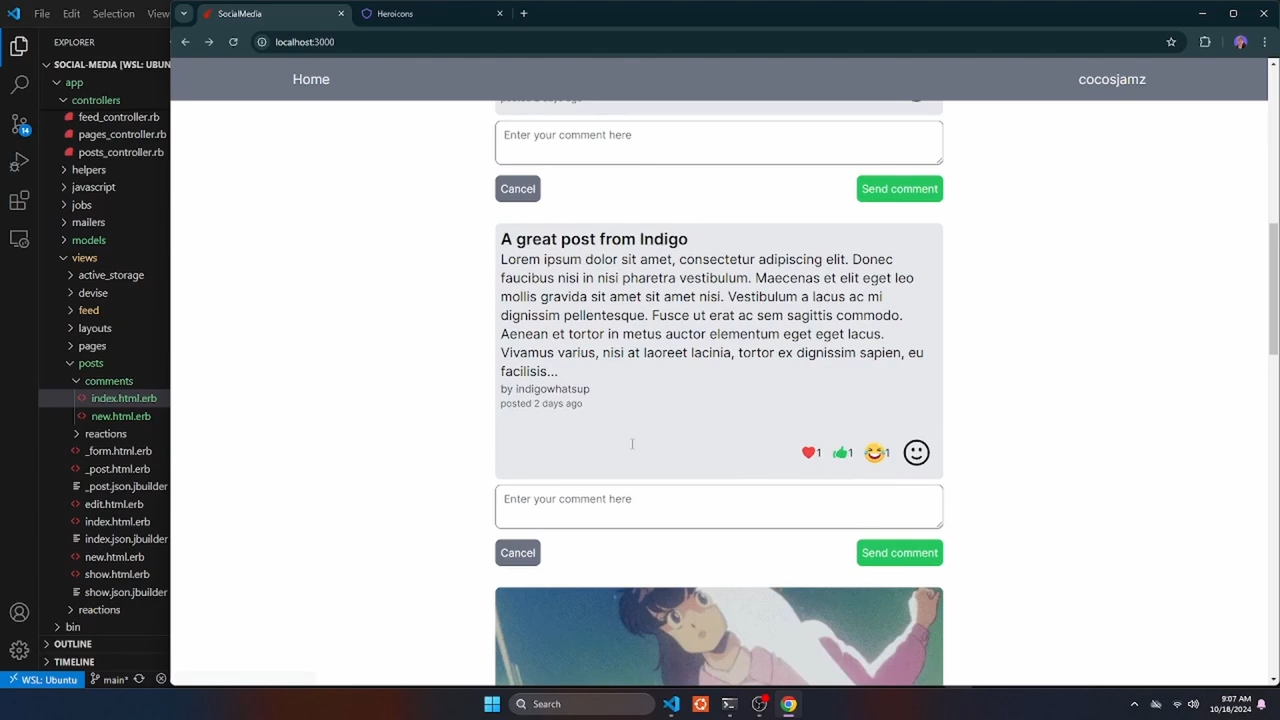 File Edit Selection View
SocialMedia
Heroicons
localhost:3000
EXPLORER
SOCIAL-MEDIA [WSL: UBUN
app
controllers
feed_controller.rb
pages_controller.rb
posts_controller.rb
helpers
javascript
jobs
mailers
models
views
active_storage
devise
feed
layouts
pages
posts
comments
index.html.erb
new.html.erb
reactions
_form.html.erb
_post.html.erb
_post.json.jbuilder
edit.html.erb
index.html.erb
index.json.jbuilder
new.html.erb
show.html.erb
show.json.jbuilder
reactions
bin
OUTLINE
TIMELINE
14
WSL: Ubuntu
main*
Home
cocosjamz
posted 2 days ago
Enter your comment here
Cancel
Send comment
A great post from Indigo
Lorem ipsum dolor sit amet, consectetur adipiscing elit. Donec
faucibus nisi in nisi pharetra vestibulum. Maecenas et elit eget leo
mollis gravida sit amet sit amet nisi. Vestibulum a lacus ac mi
dignissim pellentesque. Fusce ut erat ac sem sagittis commodo.
Aenean et tortor in metus auctor elementum eget eget lacus.
Vivamus varius, nisi at laoreet lacinia, tortor ex dignissim sapien, eu
facilisis...
by indigowhatsup
posted 2 days ago
1 1 1
Enter your comment here
Cancel
Send comment
Search
9:07 AM
10/18/2024